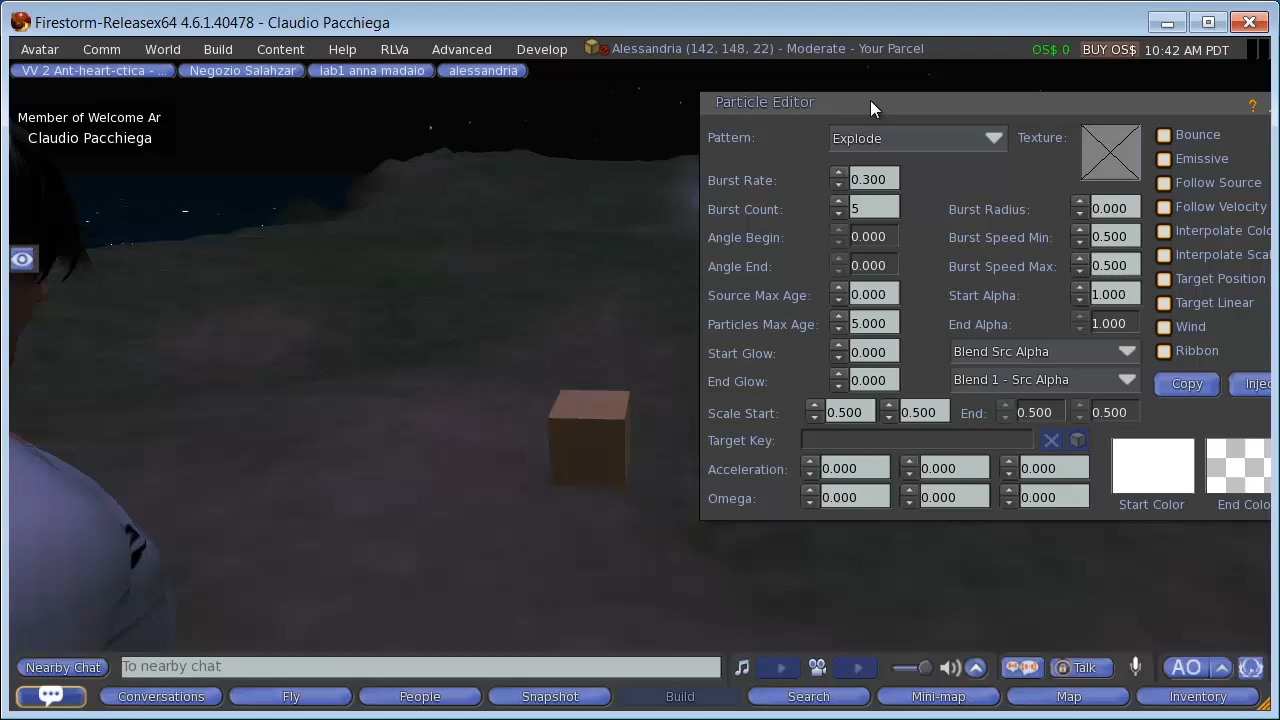 Firestorm-Releasex64 4.6.1.40478 - Claudio Pacchiega
Avatar Comm World Build Content Help RLVa Advanced Develop Alessandria (142, 148, 22) - Moderate - Your Parcel OS$ 0 BUY OS$ 10:42 AM PDT
VV 2 Ant-heart-ctica - ... Negozio Salahzar lab1 anna madaio alessandria
Member of Welcome Ar
Claudio Pacchiega
Particle Editor ?
Pattern: Explode Texture: Bounce
Emissive
Burst Rate: 0.300 Follow Source
Burst Count: 5 Burst Radius: 0.000 Follow Velocity
Angle Begin: 0.000 Burst Speed Min: 0.500 Interpolate Colo
Angle End: 0.000 Burst Speed Max: 0.500 Interpolate Scal
Source Max Age: 0.000 Start Alpha: 1.000 Target Position
Target Linear
Particles Max Age: 5.000 End Alpha: 1.000 Wind
Start Glow: 0.000 Blend Src Alpha Ribbon
End Glow: 0.000 Blend 1 - Src Alpha Copy Injec
Scale Start: 0.500 0.500 End: 0.500 0.500
Target Key:
Acceleration: 0.000 0.000 0.000
Omega: 0.000 0.000 0.000 Start Color End Colo
Nearby Chat To nearby chat Talk AO
Conversations Fly People Snapshot Build Search Mini-map Map Inventory